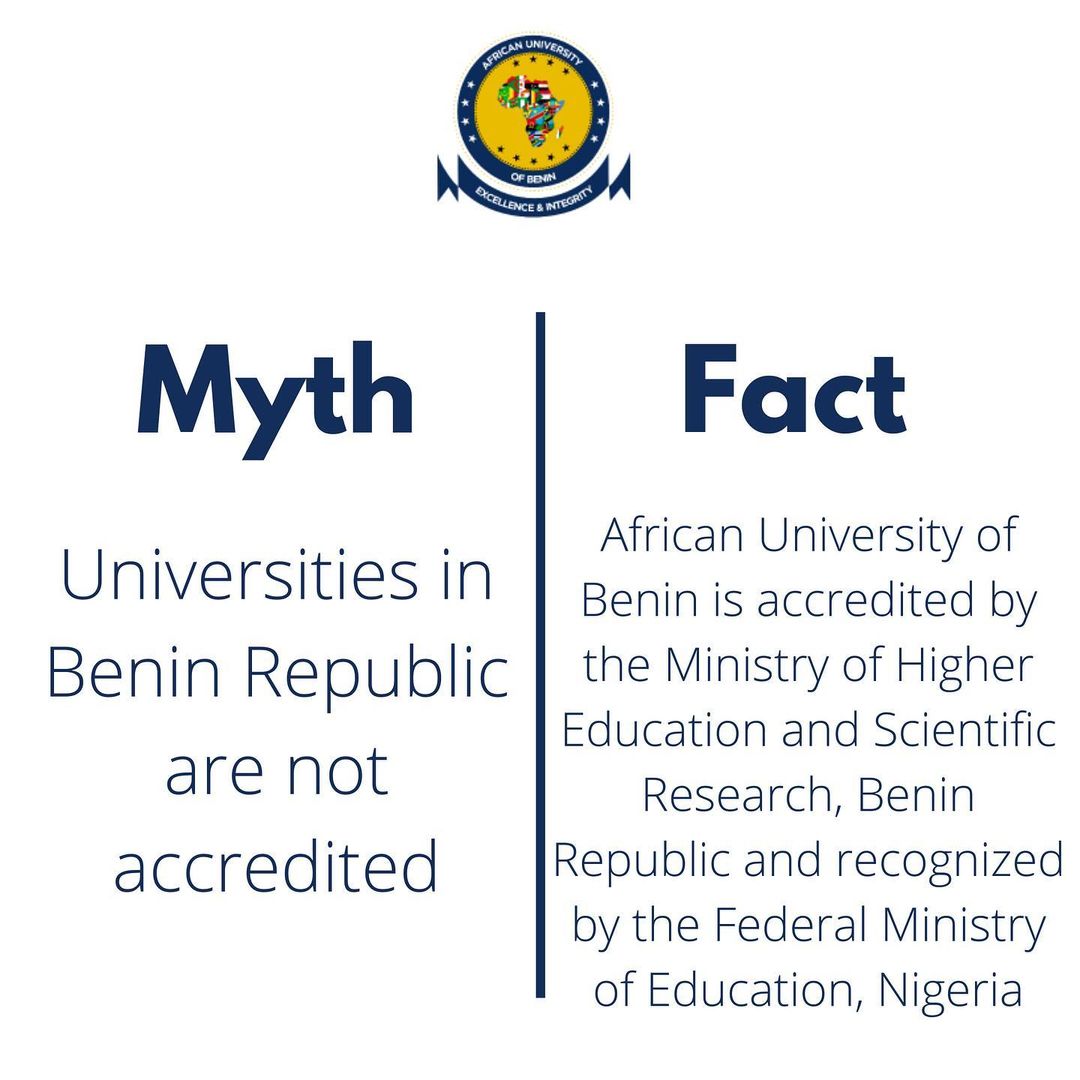 AFRICAN UNIVERSITY
OF BENIN
EXCELLENCE & INTEGRITY
Myth
Universities in
Benin Republic
are not
accredited
Fact
African University of
Benin is accredited by
the Ministry of Higher
Education and Scientific
Research, Benin
Republic and recognized
by the Federal Ministry
of Education, Nigeria